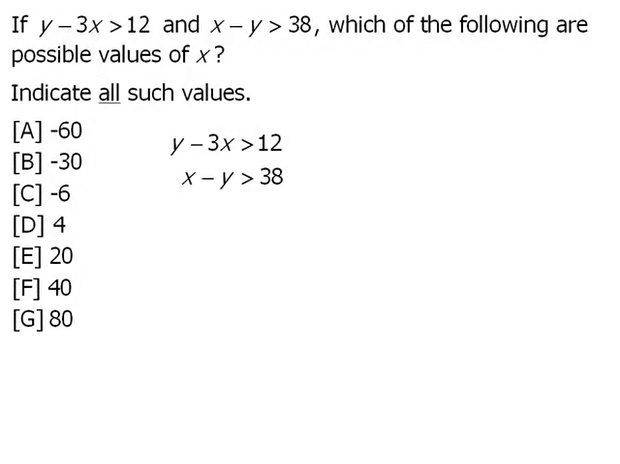 If y – 3x > 12 and x – y > 38, which of the following are
possible values of x?
Indicate all such values.
[A] -60
[B] -30
[C] -6
[D] 4
[E] 20
[F] 40
[G] 80
y – 3x > 12
x – y > 38